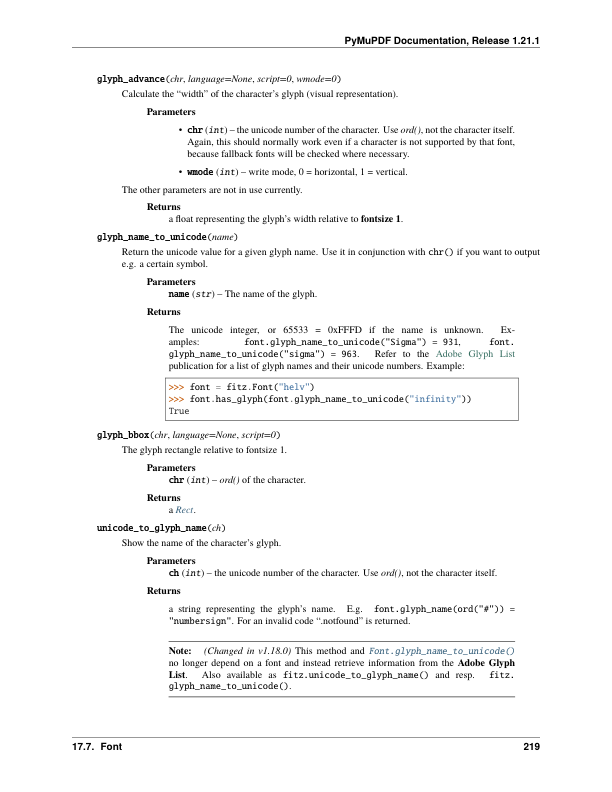 PyMuPDF Documentation, Release 1.21.1
glyph_advance(chr, language=None, script=0, wmode=0)
Calculate the “width” of the character’s glyph (visual representation).
Parameters
• chr (int) – the unicode number of the character. Use ord(), not the character itself.
Again, this should normally work even if a character is not supported by that font,
because fallback fonts will be checked where necessary.
• wmode (int) – write mode, 0 = horizontal, 1 = vertical.
The other parameters are not in use currently.
Returns
a float representing the glyph’s width relative to fontsize 1.
glyph_name_to_unicode(name)
Return the unicode value for a given glyph name. Use it in conjunction with chr() if you want to output
e.g. a certain symbol.
Parameters
name (str) – The name of the glyph.
Returns
The unicode integer, or 65533 = 0xFFFD if the name is unknown. Ex-
amples: font.glyph_name_to_unicode("Sigma") = 931, font.
glyph_name_to_unicode("sigma") = 963. Refer to the Adobe Glyph List
publication for a list of glyph names and their unicode numbers. Example:
>>> font = fitz.Font("helv")
>>> font.has_glyph(font.glyph_name_to_unicode("infinity"))
True
glyph_bbox(chr, language=None, script=0)
The glyph rectangle relative to fontsize 1.
Parameters
chr (int) – ord() of the character.
Returns
a Rect.
unicode_to_glyph_name(ch)
Show the name of the character’s glyph.
Parameters
ch (int) – the unicode number of the character. Use ord(), not the character itself.
Returns
a string representing the glyph’s name. E.g. font.glyph_name(ord("#")) =
"numbersign". For an invalid code “.notfound” is returned.
Note: (Changed in v1.18.0) This method and Font.glyph_name_to_unicode()
no longer depend on a font and instead retrieve information from the Adobe Glyph
List. Also available as fitz.unicode_to_glyph_name() and resp. fitz.
glyph_name_to_unicode().
17.7. Font 219